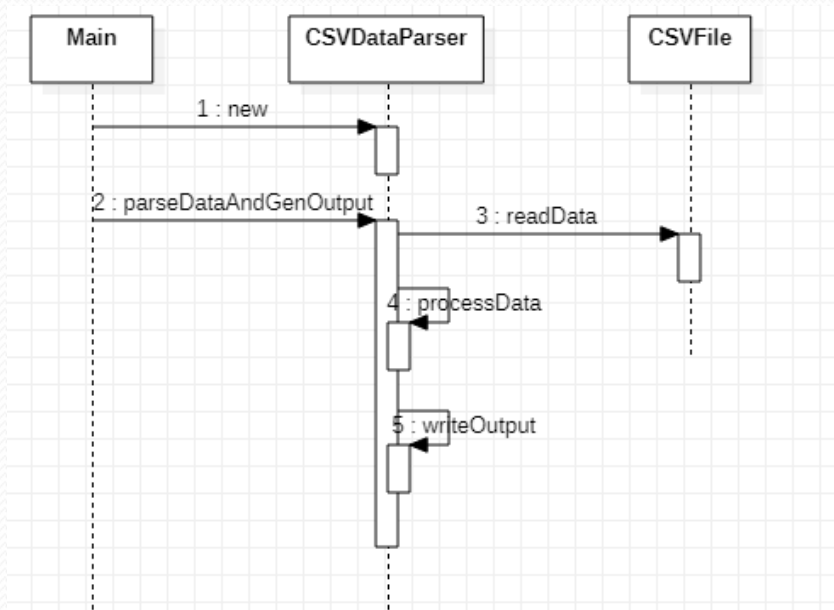 Main
CSVDataParser
CSVFile
1 : new
2 : parseDataAndGenOutput
3 : readData
4 : processData
5 : writeOutput